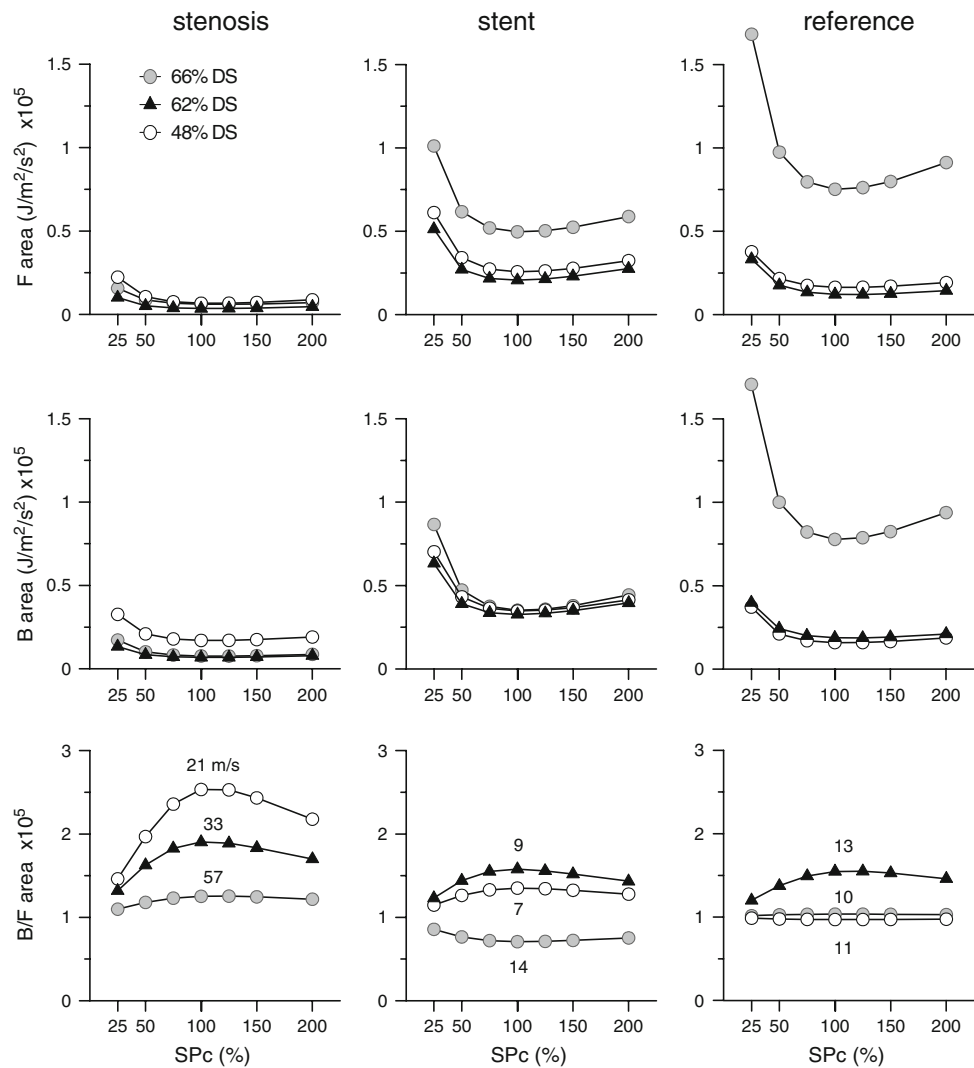 stenosis stent reference
F area (J/m²/s²) x10⁵
1.5
1
0.5
0
66% DS
62% DS
48% DS
25 50 100 150 200
1.5
1
0.5
0
25 50 100 150 200
1.5
1
0.5
0
25 50 100 150 200
B area (J/m²/s²) x10⁵
1.5
1
0.5
0
25 50 100 150 200
1.5
1
0.5
0
25 50 100 150 200
1.5
1
0.5
0
25 50 100 150 200
B/F area x10⁵
3
2
1
0
21 m/s
33
57
25 50 100 150 200
SPc (%)
3
2
1
0
9
7
14
25 50 100 150 200
SPc (%)
3
2
1
0
13
10
11
25 50 100 150 200
SPc (%)